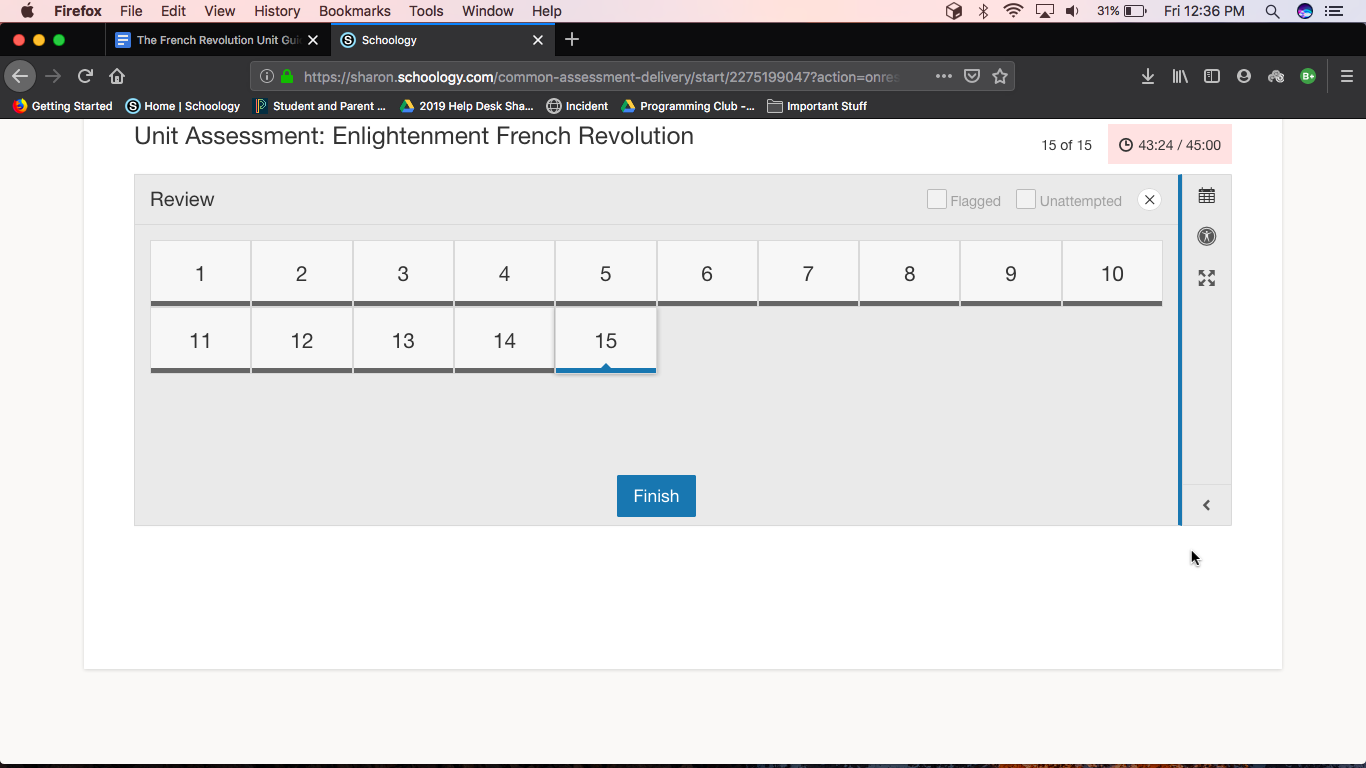 Firefox File Edit View History Bookmarks Tools Window Help 31% Fri 12:36 PM
The French Revolution Unit Gui Schoology
https://sharon.schoology.com/common-assessment-delivery/start/2275199047?action=onres
Getting Started Home | Schoology Student and Parent ... 2019 Help Desk Sha... Incident Programming Club -... Important Stuff
Unit Assessment: Enlightenment French Revolution
15 of 15 43:24 / 45:00
Review Flagged Unattempted
1 2 3 4 5 6 7 8 9 10
11 12 13 14 15
Finish